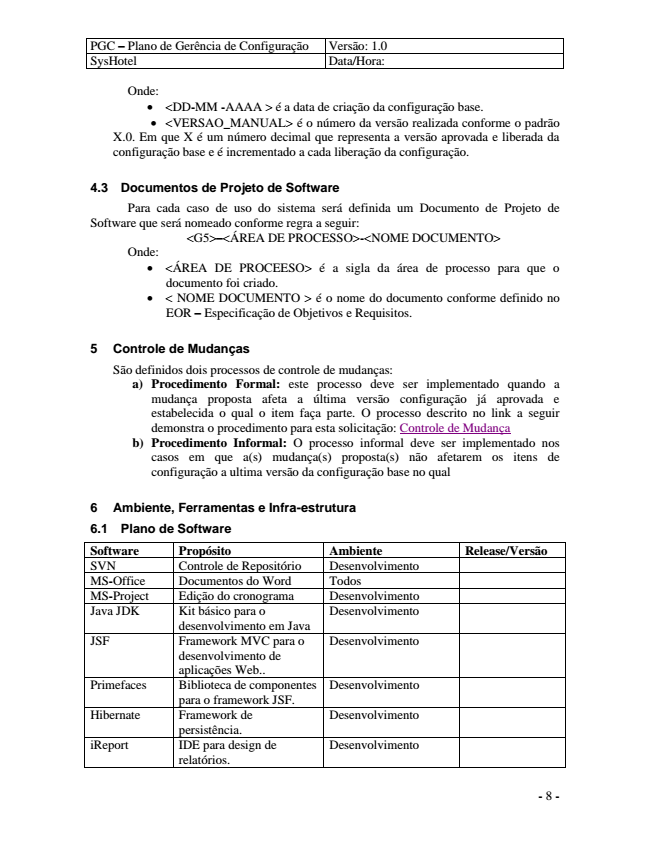 PGC – Plano de Gerência de Configuração Versão: 1.0
SysHotel Data/Hora:
Onde:
• <DD-MM -AAAA > é a data de criação da configuração base.
• <VERSAO_MANUAL> é o número da versão realizada conforme o padrão
X.0. Em que X é um número decimal que representa a versão aprovada e liberada da
configuração base e é incrementado a cada liberação da configuração.
4.3 Documentos de Projeto de Software
Para cada caso de uso do sistema será definida um Documento de Projeto de
Software que será nomeado conforme regra a seguir:
<G5>–<ÁREA DE PROCESSO>-<NOME DOCUMENTO>
Onde:
• <ÁREA DE PROCEESO> é a sigla da área de processo para que o
documento foi criado.
• < NOME DOCUMENTO > é o nome do documento conforme definido no
EOR – Especificação de Objetivos e Requisitos.
5 Controle de Mudanças
São definidos dois processos de controle de mudanças:
a) Procedimento Formal: este processo deve ser implementado quando a
mudança proposta afeta a última versão configuração já aprovada e
estabelecida o qual o item faça parte. O processo descrito no link a seguir
demonstra o procedimento para esta solicitação: Controle de Mudança
b) Procedimento Informal: O processo informal deve ser implementado nos
casos em que a(s) mudança(s) proposta(s) não afetarem os itens de
configuração a ultima versão da configuração base no qual
6 Ambiente, Ferramentas e Infra-estrutura
6.1 Plano de Software
Software Propósito Ambiente Release/Versão
SVN Controle de Repositório Desenvolvimento
MS-Office Documentos do Word Todos
MS-Project Edição do cronograma Desenvolvimento
Java JDK Kit básico para o Desenvolvimento
desenvolvimento em Java
JSF Framework MVC para o Desenvolvimento
desenvolvimento de
aplicações Web..
Primefaces Biblioteca de componentes Desenvolvimento
para o framework JSF.
Hibernate Framework de Desenvolvimento
persistência.
iReport IDE para design de Desenvolvimento
relatórios.
- 8 -